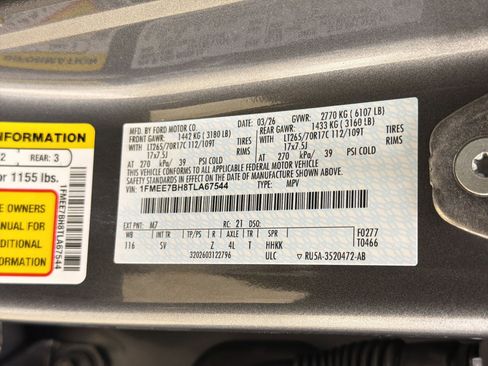 INFORMATION
2 REAR: 3
or 1155 lbs.
E OWNERS
NUAL FOR
DITIONAL
ORMATION
1FMEE7BH8TLA67544
MFD. BY FORD MOTOR CO.
DATE: 03/26 GVWR: 2770 KG (6107 LB)
FRONT GAWR: 1442 KG (3180 LB) REAR GAWR: 1433 KG (3160 LB)
WITH LT265/70R17C 112/109T TIRES WITH LT265/70R17C 112/109T TIRES
17x7.5J RIMS 17x7.5J RIMS
AT 270 kPa/ 39 PSI COLD AT 270 kPa/ 39 PSI COLD
THIS VEHICLE CONFORMS TO ALL APPLICABLE FEDERAL MOTOR VEHICLE
SAFETY STANDARDS IN EFFECT ON THE DATE OF MANUFACTURE SHOWN ABOVE.
VIN: 1FMEE7BH8TLA67544 TYPE: MPV
EXT PNT: M7 RC: 21 DSO: F0277
WB INT TR TP/PS R AXLE TR SPR T0466
116 SV Z 4L T HHKK
3202603122796 ULC ▽ RU5A-3520472-AB